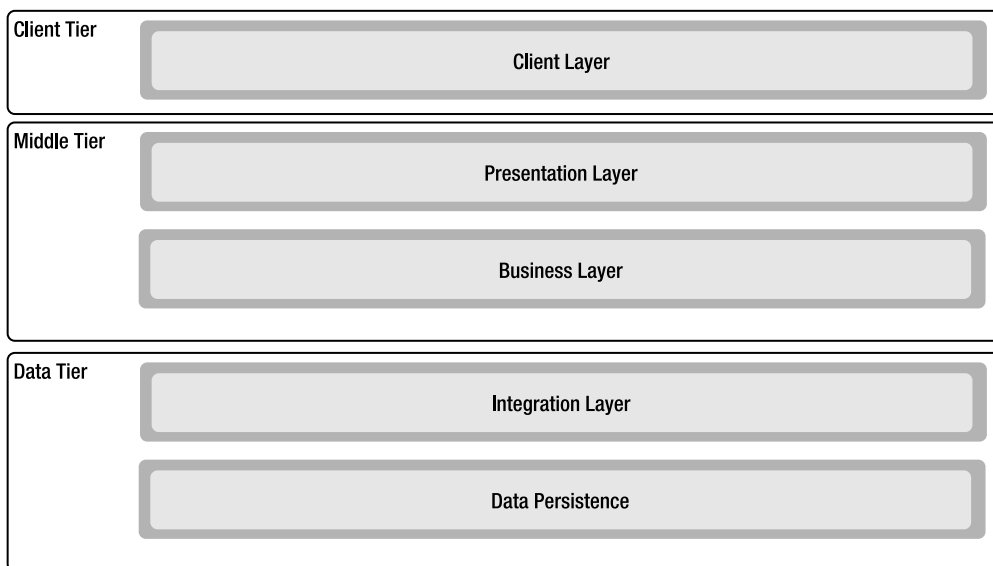 Client Tier
Client Layer
Middle Tier
Presentation Layer
Business Layer
Data Tier
Integration Layer
Data Persistence